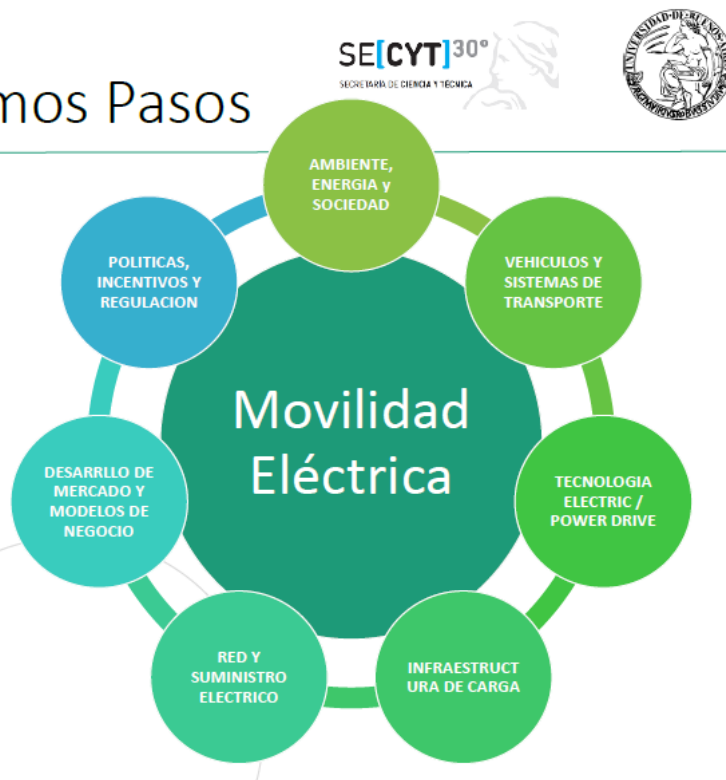 SE[CYT]30°
SECRETARÍA DE CIENCIA Y TÉCNICA
mos Pasos
AMBIENTE,
ENERGIA y
SOCIEDAD
VEHICULOS Y
SISTEMAS DE
TRANSPORTE
TECNOLOGIA
ELECTRIC /
POWER DRIVE
INFRAESTRUCT
URA DE CARGA
RED Y
SUMINISTRO
ELECTRICO
DESARRLLO DE
MERCADO Y
MODELOS DE
NEGOCIO
POLITICAS,
INCENTIVOS Y
REGULACION
Movilidad
Eléctrica